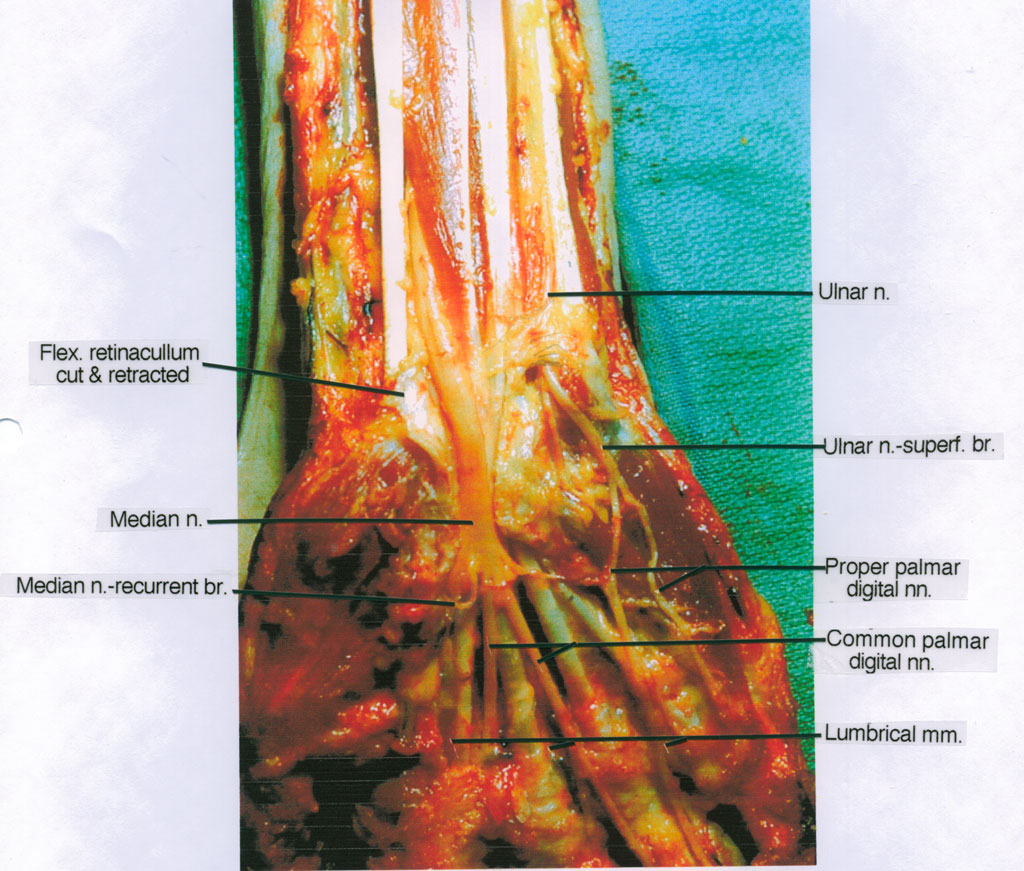 Ulnar n.
Flex. retinacullum
cut & retracted
Ulnar n.-superf. br.
Median n.
Median n.-recurrent br.
Proper palmar
digital nn.
Common palmar
digital nn.
Lumbrical mm.